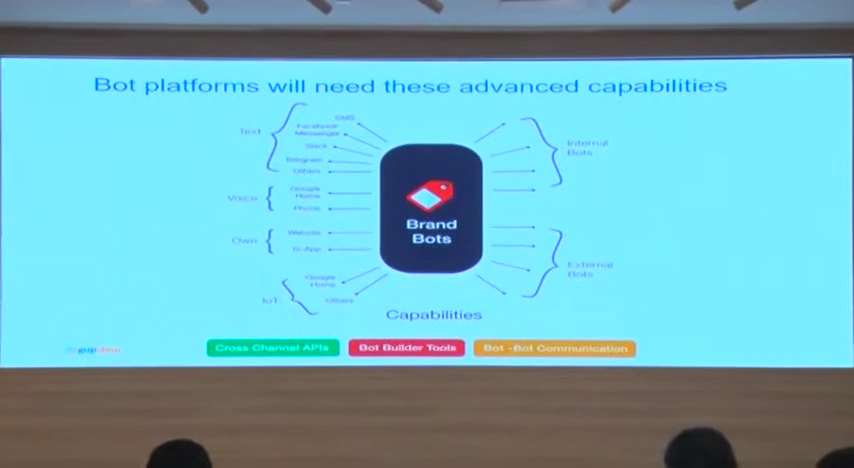 Bot platforms will need these advanced capabilities
Text
SMS
Facebook
Messenger
Slack
Telegram
Others
Voice
Google
Home
Phone
Own
Website
In-App
IoT
Google
Home
Others
Brand
Bots
Internal
Bots
External
Bots
Capabilities
gupshup
Cross Channel APIs
Bot Builder Tools
Bot -Bot Communication